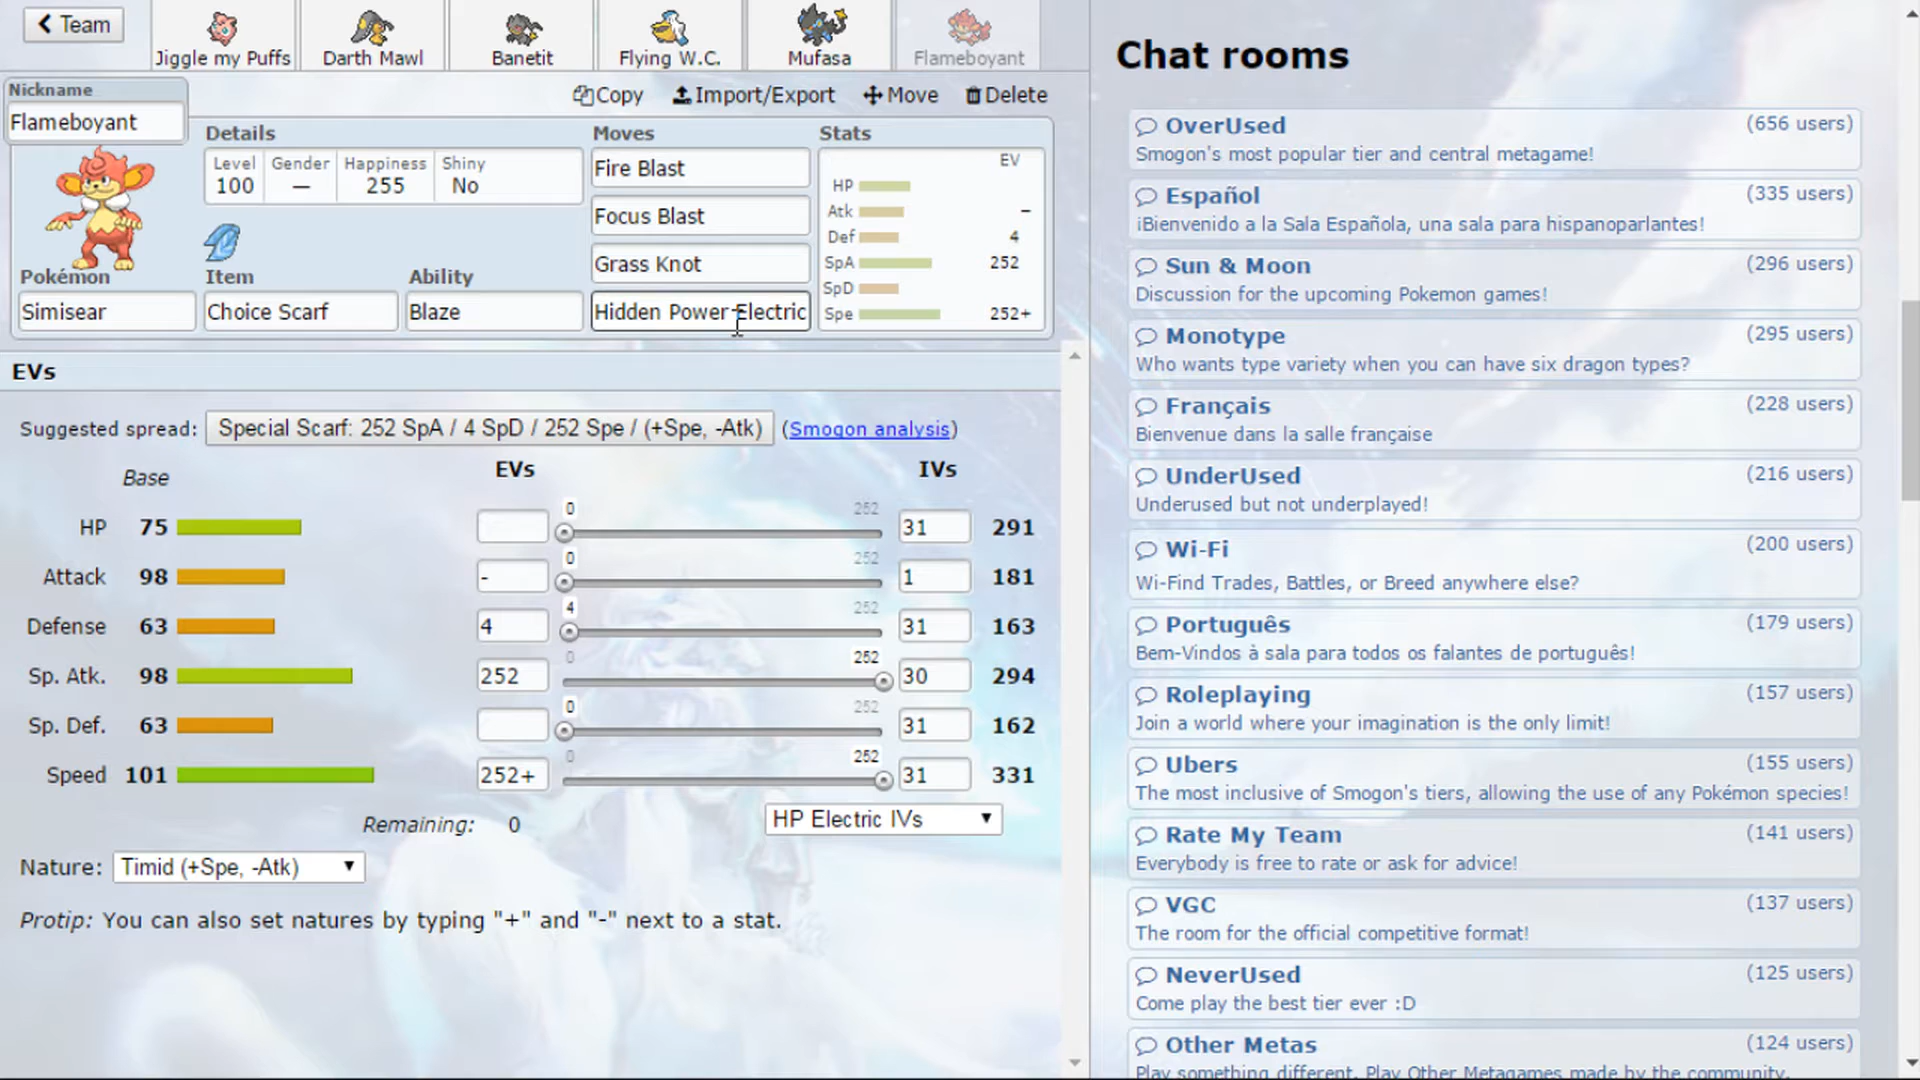 Team
Jiggle my Puffs
Darth Mawl
Banetit
Flying W.C.
Mufasa
Flameboyant
Copy
Import/Export
Move
Delete
Nickname
Flameboyant
Details
Level
100
Gender
—
Happiness
255
Shiny
No
Pokémon
Simisear
Item
Choice Scarf
Ability
Blaze
Moves
Fire Blast
Focus Blast
Grass Knot
Hidden Power Electric
Stats
EV
HP
Atk –
Def 4
SpA 252
SpD
Spe 252+
EVs
Suggested spread: Special Scarf: 252 SpA / 4 SpD / 252 Spe / (+Spe, -Atk) (Smogon analysis)
Base EVs IVs
HP 75 0 252 31 291
Attack 98 - 0 252 1 181
Defense 63 4 4 252 31 163
Sp. Atk. 98 252 0 252 30 294
Sp. Def. 63 0 252 31 162
Speed 101 252+ 0 252 31 331
Remaining: 0
HP Electric IVs
Nature: Timid (+Spe, -Atk)
Protip: You can also set natures by typing "+" and "-" next to a stat.
Chat rooms
OverUsed (656 users)
Smogon's most popular tier and central metagame!
Español (335 users)
¡Bienvenido a la Sala Española, una sala para hispanoparlantes!
Sun & Moon (296 users)
Discussion for the upcoming Pokemon games!
Monotype (295 users)
Who wants type variety when you can have six dragon types?
Français (228 users)
Bienvenue dans la salle française
UnderUsed (216 users)
Underused but not underplayed!
Wi-Fi (200 users)
Wi-Find Trades, Battles, or Breed anywhere else?
Português (179 users)
Bem-Vindos à sala para todos os falantes de português!
Roleplaying (157 users)
Join a world where your imagination is the only limit!
Ubers (155 users)
The most inclusive of Smogon's tiers, allowing the use of any Pokémon species!
Rate My Team (141 users)
Everybody is free to rate or ask for advice!
VGC (137 users)
The room for the official competitive format!
NeverUsed (125 users)
Come play the best tier ever :D
Other Metas (124 users)
Play something different. Play Other Metagames made by the community.